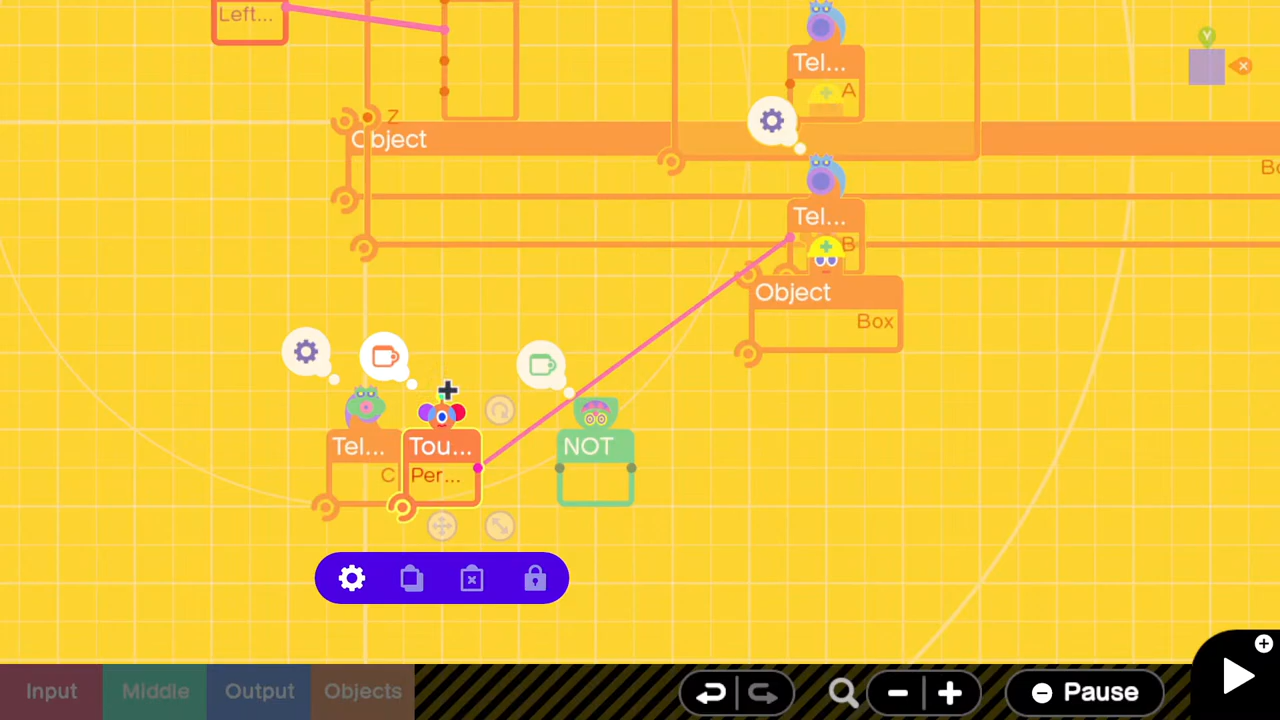 Left...
Y
X
Tel...
A
Z
Object
Bo
Tel...
B
Object
Box
Tel...
C
Tou...
Per...
NOT
Input
Middle
Output
Objects
Pause